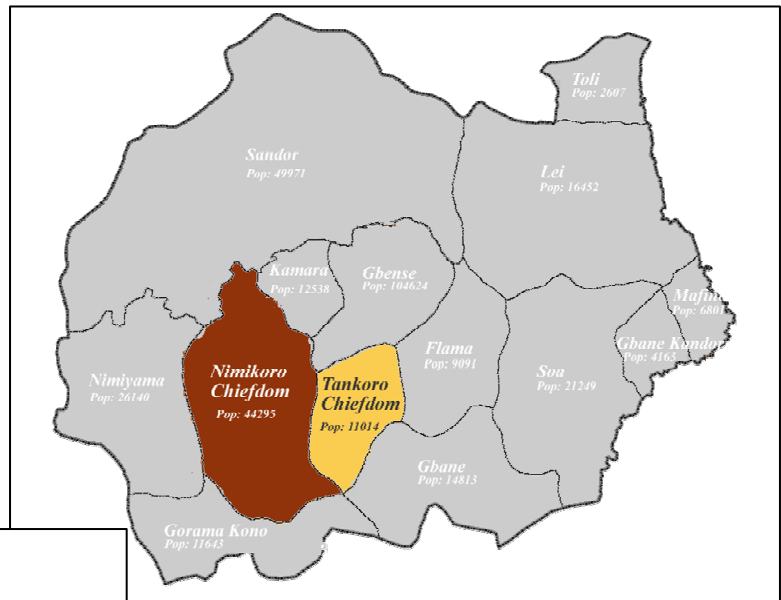 Toli
Pop: 2607
Sandor
Pop: 49971
Lei
Pop: 16452
Kamara
Pop: 12538
Gbense
Pop: 104624
Pop: 6801
Flama
Pop: 9091
Gbane Kandor
Pop: 4163
Soa
Pop: 21249
Nimiyama
Pop: 26140
Nimikoro
Chiefdom
Pop: 44295
Tankoro
Chiefdom
Pop: 11014
Gbane
Pop: 14813
Gorama Kono
Pop: 11643